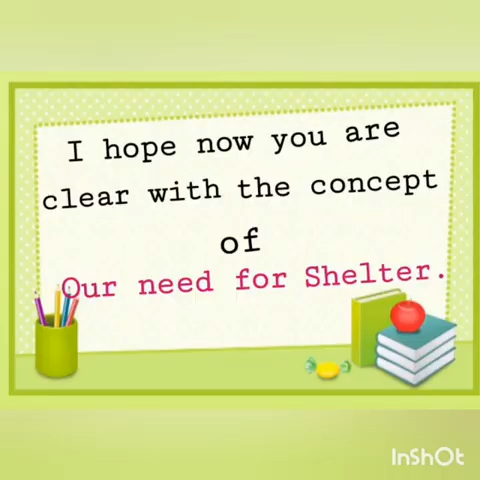 I hope now you are
clear with the concept
of
Our need for Shelter.
InShOt